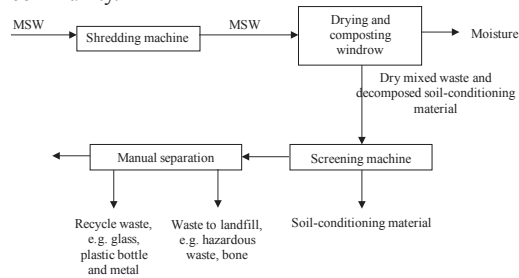 MSW
Shredding machine
MSW
Drying and
composting
windrow
Moisture
Dry mixed waste and
decomposed soil-conditioning
material
Manual separation
Screening machine
Recycle waste,
e.g. glass,
plastic bottle
and metal
Waste to landfill,
e.g. hazardous
waste, bone
Soil-conditioning material